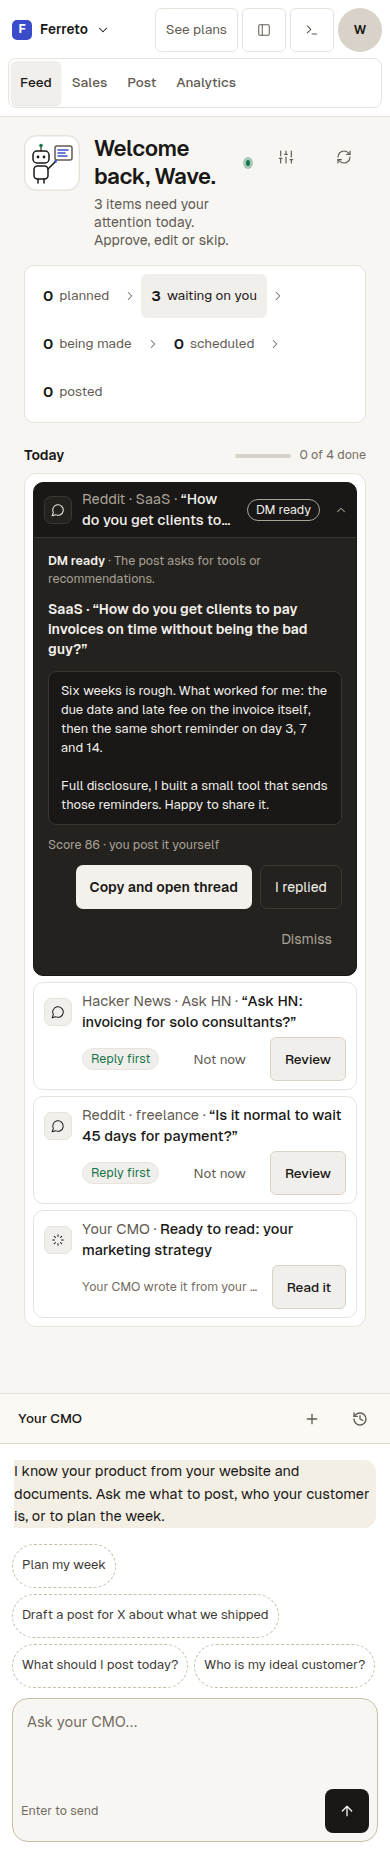 F Ferreto See plans W
Feed Sales Post Analytics
Welcome
back, Wave.
3 items need your
attention today.
Approve, edit or skip.
0 planned 3 waiting on you
0 being made 0 scheduled
0 posted
Today 0 of 4 done
Reddit · SaaS · “How
do you get clients to… DM ready
DM ready · The post asks for tools or
recommendations.
SaaS · “How do you get clients to pay
invoices on time without being the bad
guy?”
Six weeks is rough. What worked for me: the
due date and late fee on the invoice itself,
then the same short reminder on day 3, 7
and 14.
Full disclosure, I built a small tool that sends
those reminders. Happy to share it.
Score 86 · you post it yourself
Copy and open thread I replied
Dismiss
Hacker News · Ask HN · “Ask HN:
invoicing for solo consultants?”
Reply first Not now Review
Reddit · freelance · “Is it normal to wait
45 days for payment?”
Reply first Not now Review
Your CMO · Ready to read: your
marketing strategy
Your CMO wrote it from your … Read it
Your CMO
I know your product from your website and
documents. Ask me what to post, who your customer
is, or to plan the week.
Plan my week
Draft a post for X about what we shipped
What should I post today? Who is my ideal customer?
Ask your CMO...
Enter to send